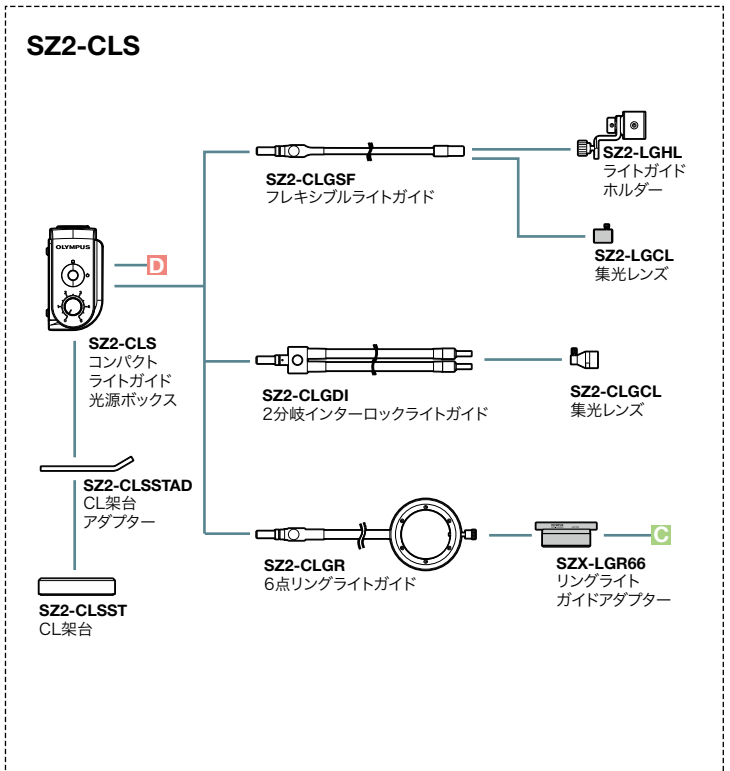 SZ2-CLS
SZ2-LGHL
ライトガイド
ホルダー
SZ2-CLGSF
フレキシブルライトガイド
OLYMPUS
D
SZ2-LGCL
集光レンズ
SZ2-CLS
コンパクト
ライトガイド
光源ボックス
SZ2-CLGDI
2分岐インターロックライトガイド
SZ2-CLGCL
集光レンズ
SZ2-CLSSTAD
CL架台
アダプター
C
SZ2-CLGR
6点リングライトガイド
SZX-LGR66
リングライト
ガイドアダプター
SZ2-CLSST
CL架台